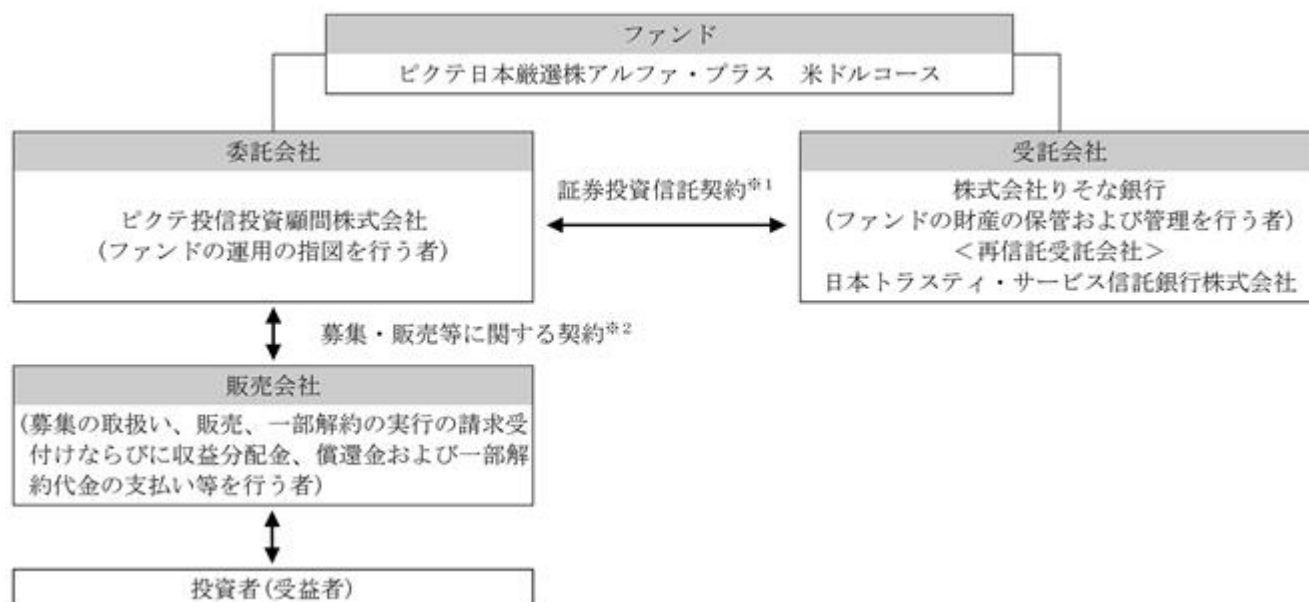 ファンド
ピクテ日本厳選株アルファ・プラス　米ドルコース
委託会社
ピクテ投信投資顧問株式会社
(ファンドの運用の指図を行う者)
証券投資信託契約※1
受託会社
株式会社りそな銀行
(ファンドの財産の保管および管理を行う者)
＜再信託受託会社＞
日本トラスティ・サービス信託銀行株式会社
募集・販売等に関する契約※2
販売会社
(募集の取扱い、販売、一部解約の実行の請求受
付けならびに収益分配金、償還金および一部解
約代金の支払い等を行う者)
投資者(受益者)